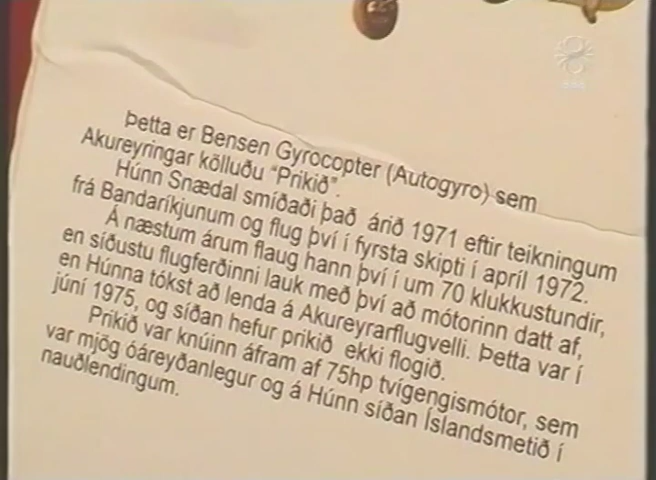 Þetta er Bensen Gyrocopter (Autogyro) sem
Akureyringar kölluðu "Prikið".
Húnn Snædal smíðaði það árið 1971 eftir teikningum
frá Bandaríkjunum og flug því í fyrsta skipti í apríl 1972.
Á næstum árum flaug hann því í um 70 klukkustundir,
en síðustu flugferðinni lauk með því að mótorinn datt af,
en Húnna tókst að lenda á Akureyrarflugvelli. Þetta var í
júní 1975, og síðan hefur prikið ekki flogið.
Prikið var knúinn áfram af 75hp tvígengismótor, sem
var mjög óáreyðanlegur og á Húnn síðan Íslandsmetið í
nauðlendingum.